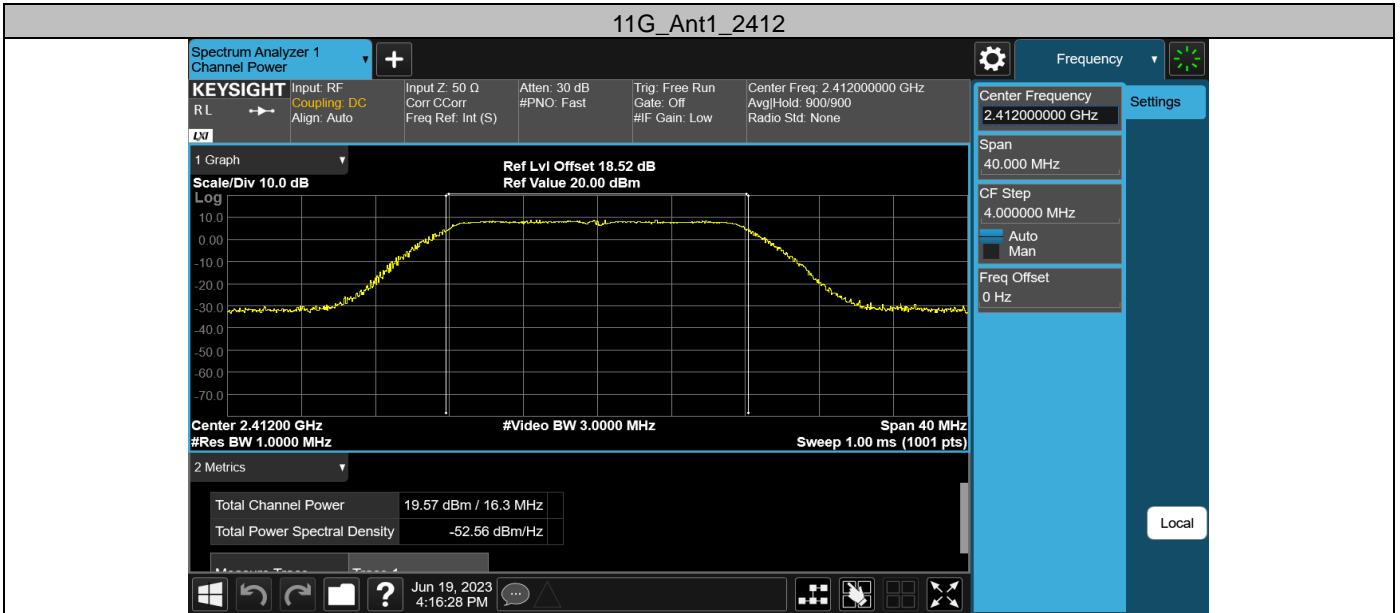 11G_Ant1_2412
Spectrum Analyzer 1
Channel Power
+
Frequency
KEYSIGHT
RL
LXI
Input: RF
Coupling: DC
Align: Auto
Input Z: 50 Ω
Corr CCorr
Freq Ref: Int (S)
Atten: 30 dB
#PNO: Fast
Trig: Free Run
Gate: Off
#IF Gain: Low
Center Freq: 2.412000000 GHz
Avg|Hold: 900/900
Radio Std: None
Center Frequency
2.412000000 GHz
Settings
Span
40.000 MHz
CF Step
4.000000 MHz
Auto
Man
Freq Offset
0 Hz
Local
1 Graph
Scale/Div 10.0 dB
Ref Lvl Offset 18.52 dB
Ref Value 20.00 dBm
Log
10.0
0.00
-10.0
-20.0
-30.0
-40.0
-50.0
-60.0
-70.0
Center 2.41200 GHz
#Video BW 3.0000 MHz
Span 40 MHz
#Res BW 1.0000 MHz
Sweep 1.00 ms (1001 pts)
2 Metrics
Total Channel Power 19.57 dBm / 16.3 MHz
Total Power Spectral Density -52.56 dBm/Hz
Measure Trace Trace 1
?
Jun 19, 2023
4:16:28 PM